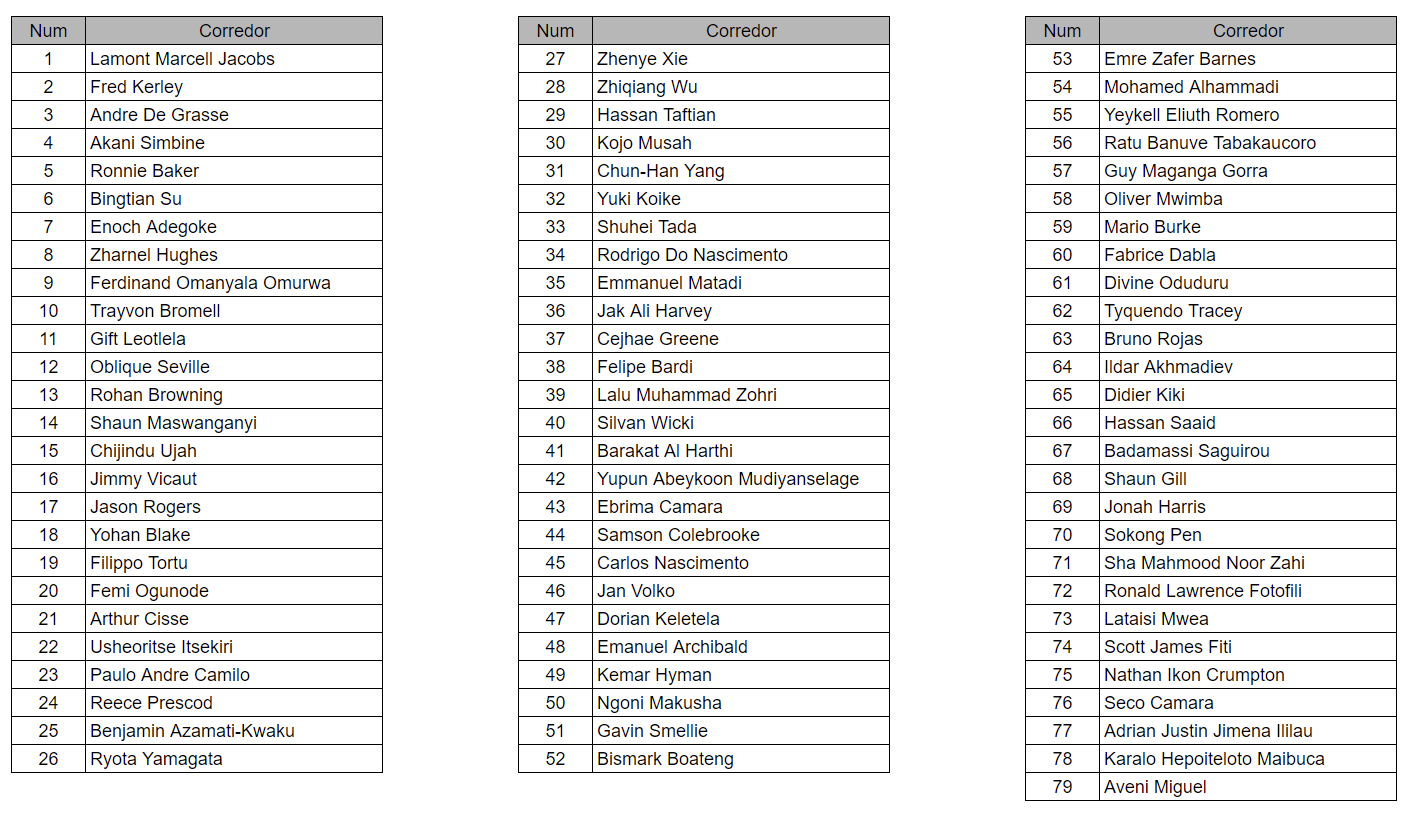 Num Corredor
1 Lamont Marcell Jacobs
2 Fred Kerley
3 Andre De Grasse
4 Akani Simbine
5 Ronnie Baker
6 Bingtian Su
7 Enoch Adegoke
8 Zharnel Hughes
9 Ferdinand Omanyala Omurwa
10 Trayvon Bromell
11 Gift Leotlela
12 Oblique Seville
13 Rohan Browning
14 Shaun Maswanganyi
15 Chijindu Ujah
16 Jimmy Vicaut
17 Jason Rogers
18 Yohan Blake
19 Filippo Tortu
20 Femi Ogunode
21 Arthur Cisse
22 Usheoritse Itsekiri
23 Paulo Andre Camilo
24 Reece Prescod
25 Benjamin Azamati-Kwaku
26 Ryota Yamagata
Num Corredor
27 Zhenye Xie
28 Zhiqiang Wu
29 Hassan Taftian
30 Kojo Musah
31 Chun-Han Yang
32 Yuki Koike
33 Shuhei Tada
34 Rodrigo Do Nascimento
35 Emmanuel Matadi
36 Jak Ali Harvey
37 Cejhae Greene
38 Felipe Bardi
39 Lalu Muhammad Zohri
40 Silvan Wicki
41 Barakat Al Harthi
42 Yupun Abeykoon Mudiyanselage
43 Ebrima Camara
44 Samson Colebrooke
45 Carlos Nascimento
46 Jan Volko
47 Dorian Keletela
48 Emanuel Archibald
49 Kemar Hyman
50 Ngoni Makusha
51 Gavin Smellie
52 Bismark Boateng
Num Corredor
53 Emre Zafer Barnes
54 Mohamed Alhammadi
55 Yeykell Eliuth Romero
56 Ratu Banuve Tabakaucoro
57 Guy Maganga Gorra
58 Oliver Mwimba
59 Mario Burke
60 Fabrice Dabla
61 Divine Oduduru
62 Tyquendo Tracey
63 Bruno Rojas
64 Ildar Akhmadiev
65 Didier Kiki
66 Hassan Saaid
67 Badamassi Saguirou
68 Shaun Gill
69 Jonah Harris
70 Sokong Pen
71 Sha Mahmood Noor Zahi
72 Ronald Lawrence Fotofili
73 Lataisi Mwea
74 Scott James Fiti
75 Nathan Ikon Crumpton
76 Seco Camara
77 Adrian Justin Jimena Ililau
78 Karalo Hepoiteloto Maibuca
79 Aveni Miguel